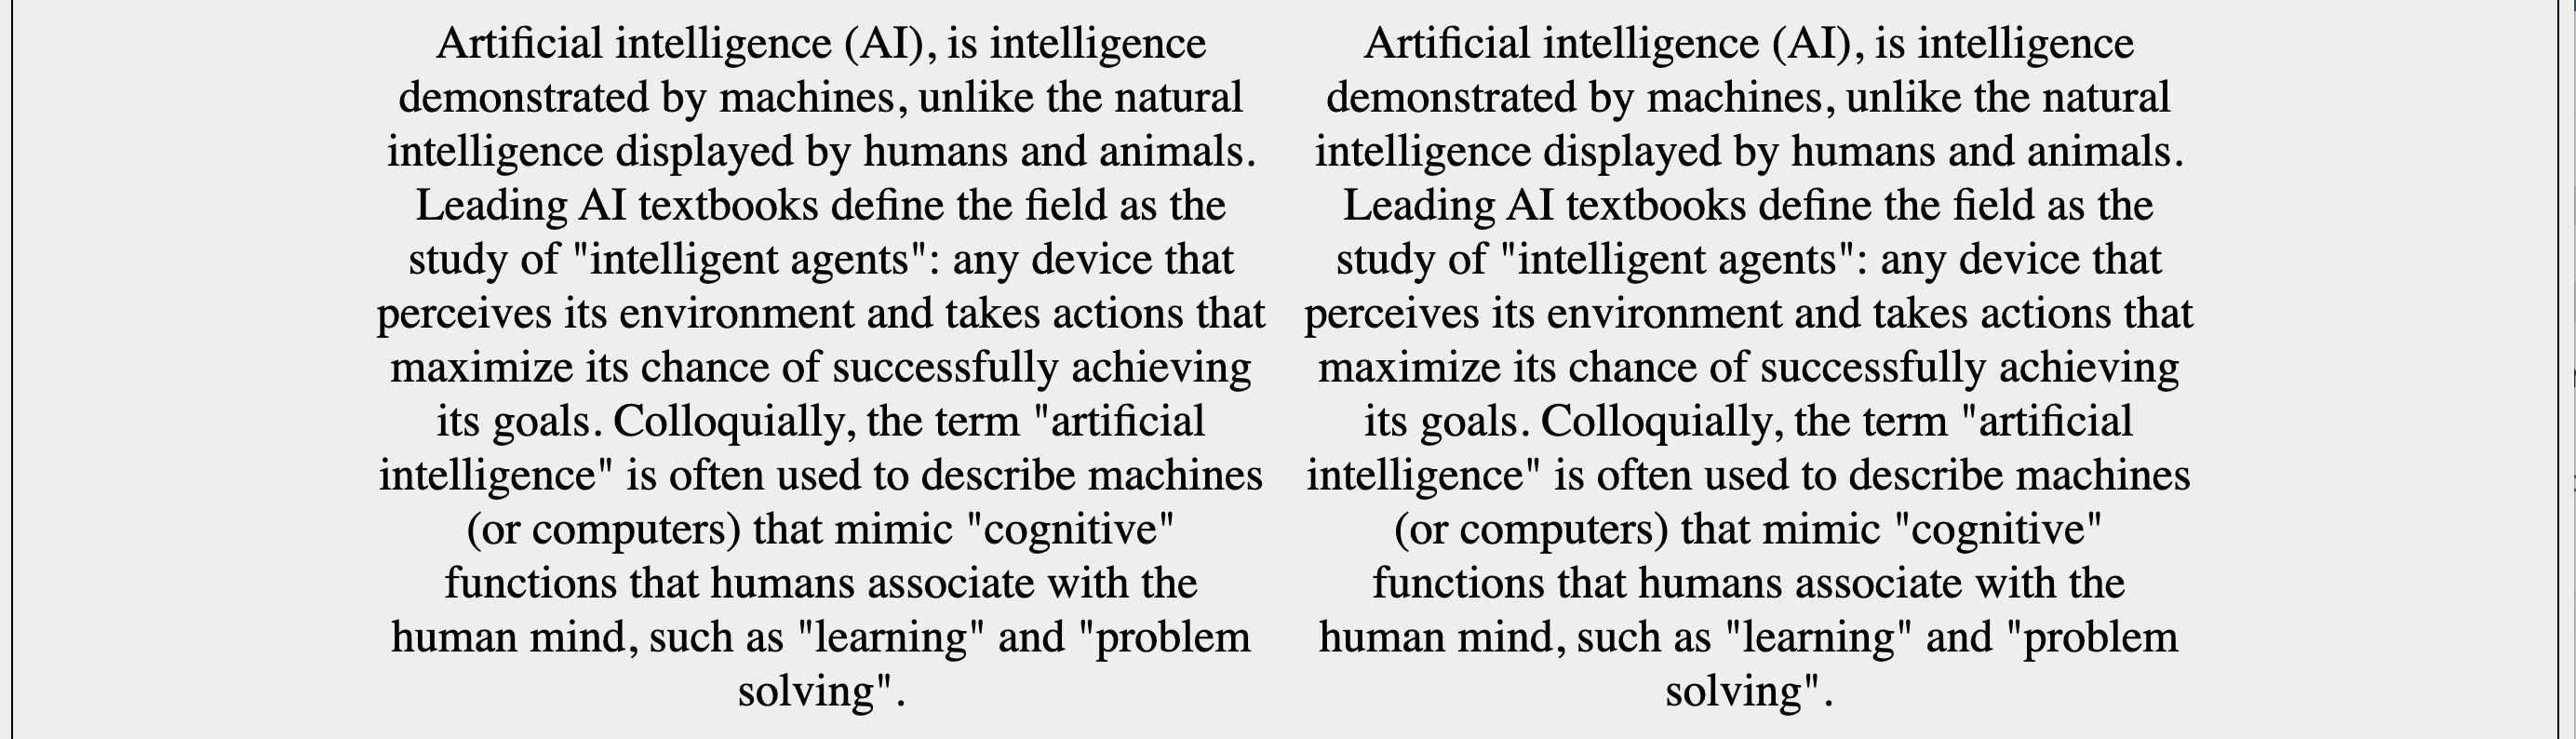 Artificial intelligence (AI), is intelligence
demonstrated by machines, unlike the natural
intelligence displayed by humans and animals.
Leading AI textbooks define the field as the
study of "intelligent agents": any device that
perceives its environment and takes actions that
maximize its chance of successfully achieving
its goals. Colloquially, the term "artificial
intelligence" is often used to describe machines
(or computers) that mimic "cognitive"
functions that humans associate with the
human mind, such as "learning" and "problem
solving".
Artificial intelligence (AI), is intelligence
demonstrated by machines, unlike the natural
intelligence displayed by humans and animals.
Leading AI textbooks define the field as the
study of "intelligent agents": any device that
perceives its environment and takes actions that
maximize its chance of successfully achieving
its goals. Colloquially, the term "artificial
intelligence" is often used to describe machines
(or computers) that mimic "cognitive"
functions that humans associate with the
human mind, such as "learning" and "problem
solving".